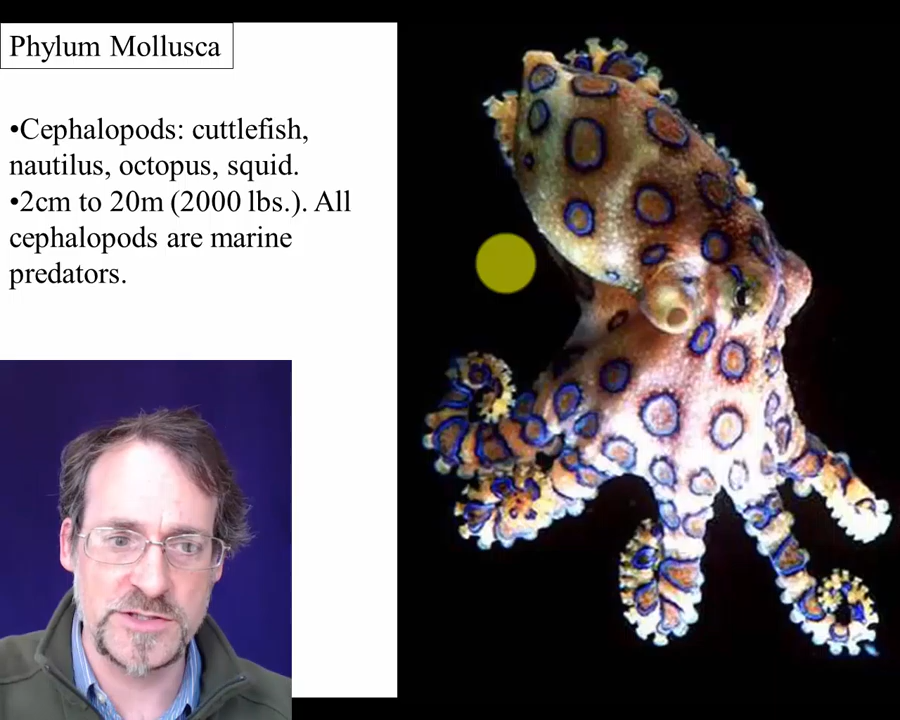 Phylum Mollusca
•Cephalopods: cuttlefish,
nautilus, octopus, squid.
•2cm to 20m (2000 lbs.). All
cephalopods are marine
predators.